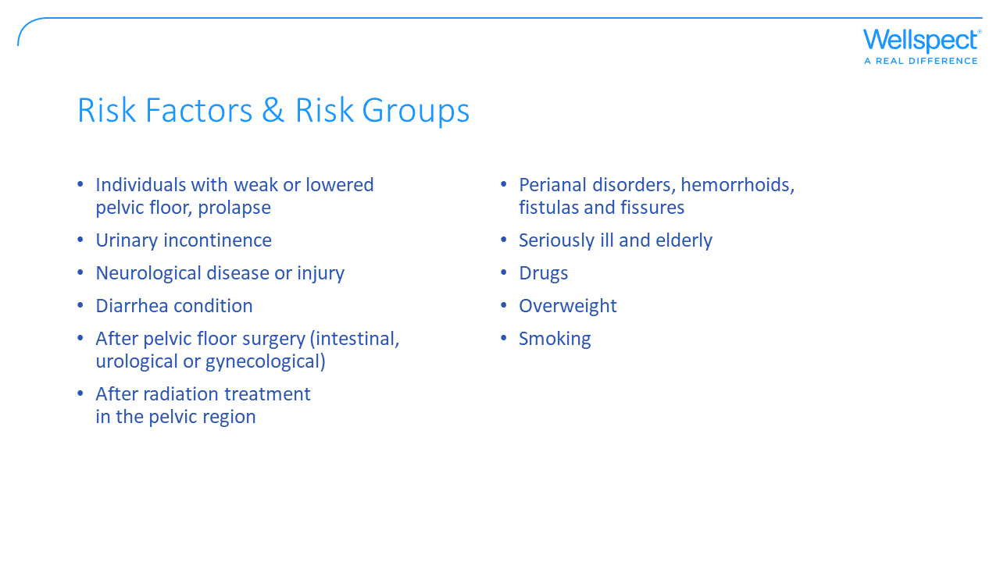 Wellspect®
A REAL DIFFERENCE
Risk Factors & Risk Groups
• Individuals with weak or lowered
pelvic floor, prolapse
• Urinary incontinence
• Neurological disease or injury
• Diarrhea condition
• After pelvic floor surgery (intestinal,
urological or gynecological)
• After radiation treatment
in the pelvic region
• Perianal disorders, hemorrhoids,
fistulas and fissures
• Seriously ill and elderly
• Drugs
• Overweight
• Smoking